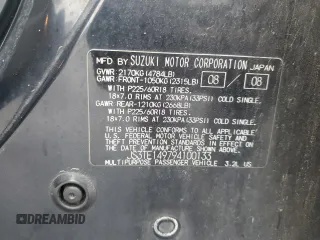 MFD BY SUZUKI MOTOR CORPORATION JAPAN
GVWR 2170KG(4784LB) 08 / 08
GAWR FRONT-1050KG(2315LB)
WITH P225/60R18 TIRES.
18x7.0 RIMS AT 230KPA(33PSI) COLD SINGLE.
GAWR REAR-1210KG(2668LB)
WITH P225/60R18 TIRES.
18x7.0 RIMS AT 230KPA(33PSI) COLD SINGLE.
THIS VEHICLE CONFORMS TO ALL APPLICABLE
U.S. FEDERAL MOTOR VEHICLE SAFETY
STANDARDS IN EFFECT ON THE DATE OF
MANUFACTURE SHOWN ABOVE.
JS3TE149794100133
MULTIPURPOSE PASSENGER VEHICLE 3.2L US
DREAMBID